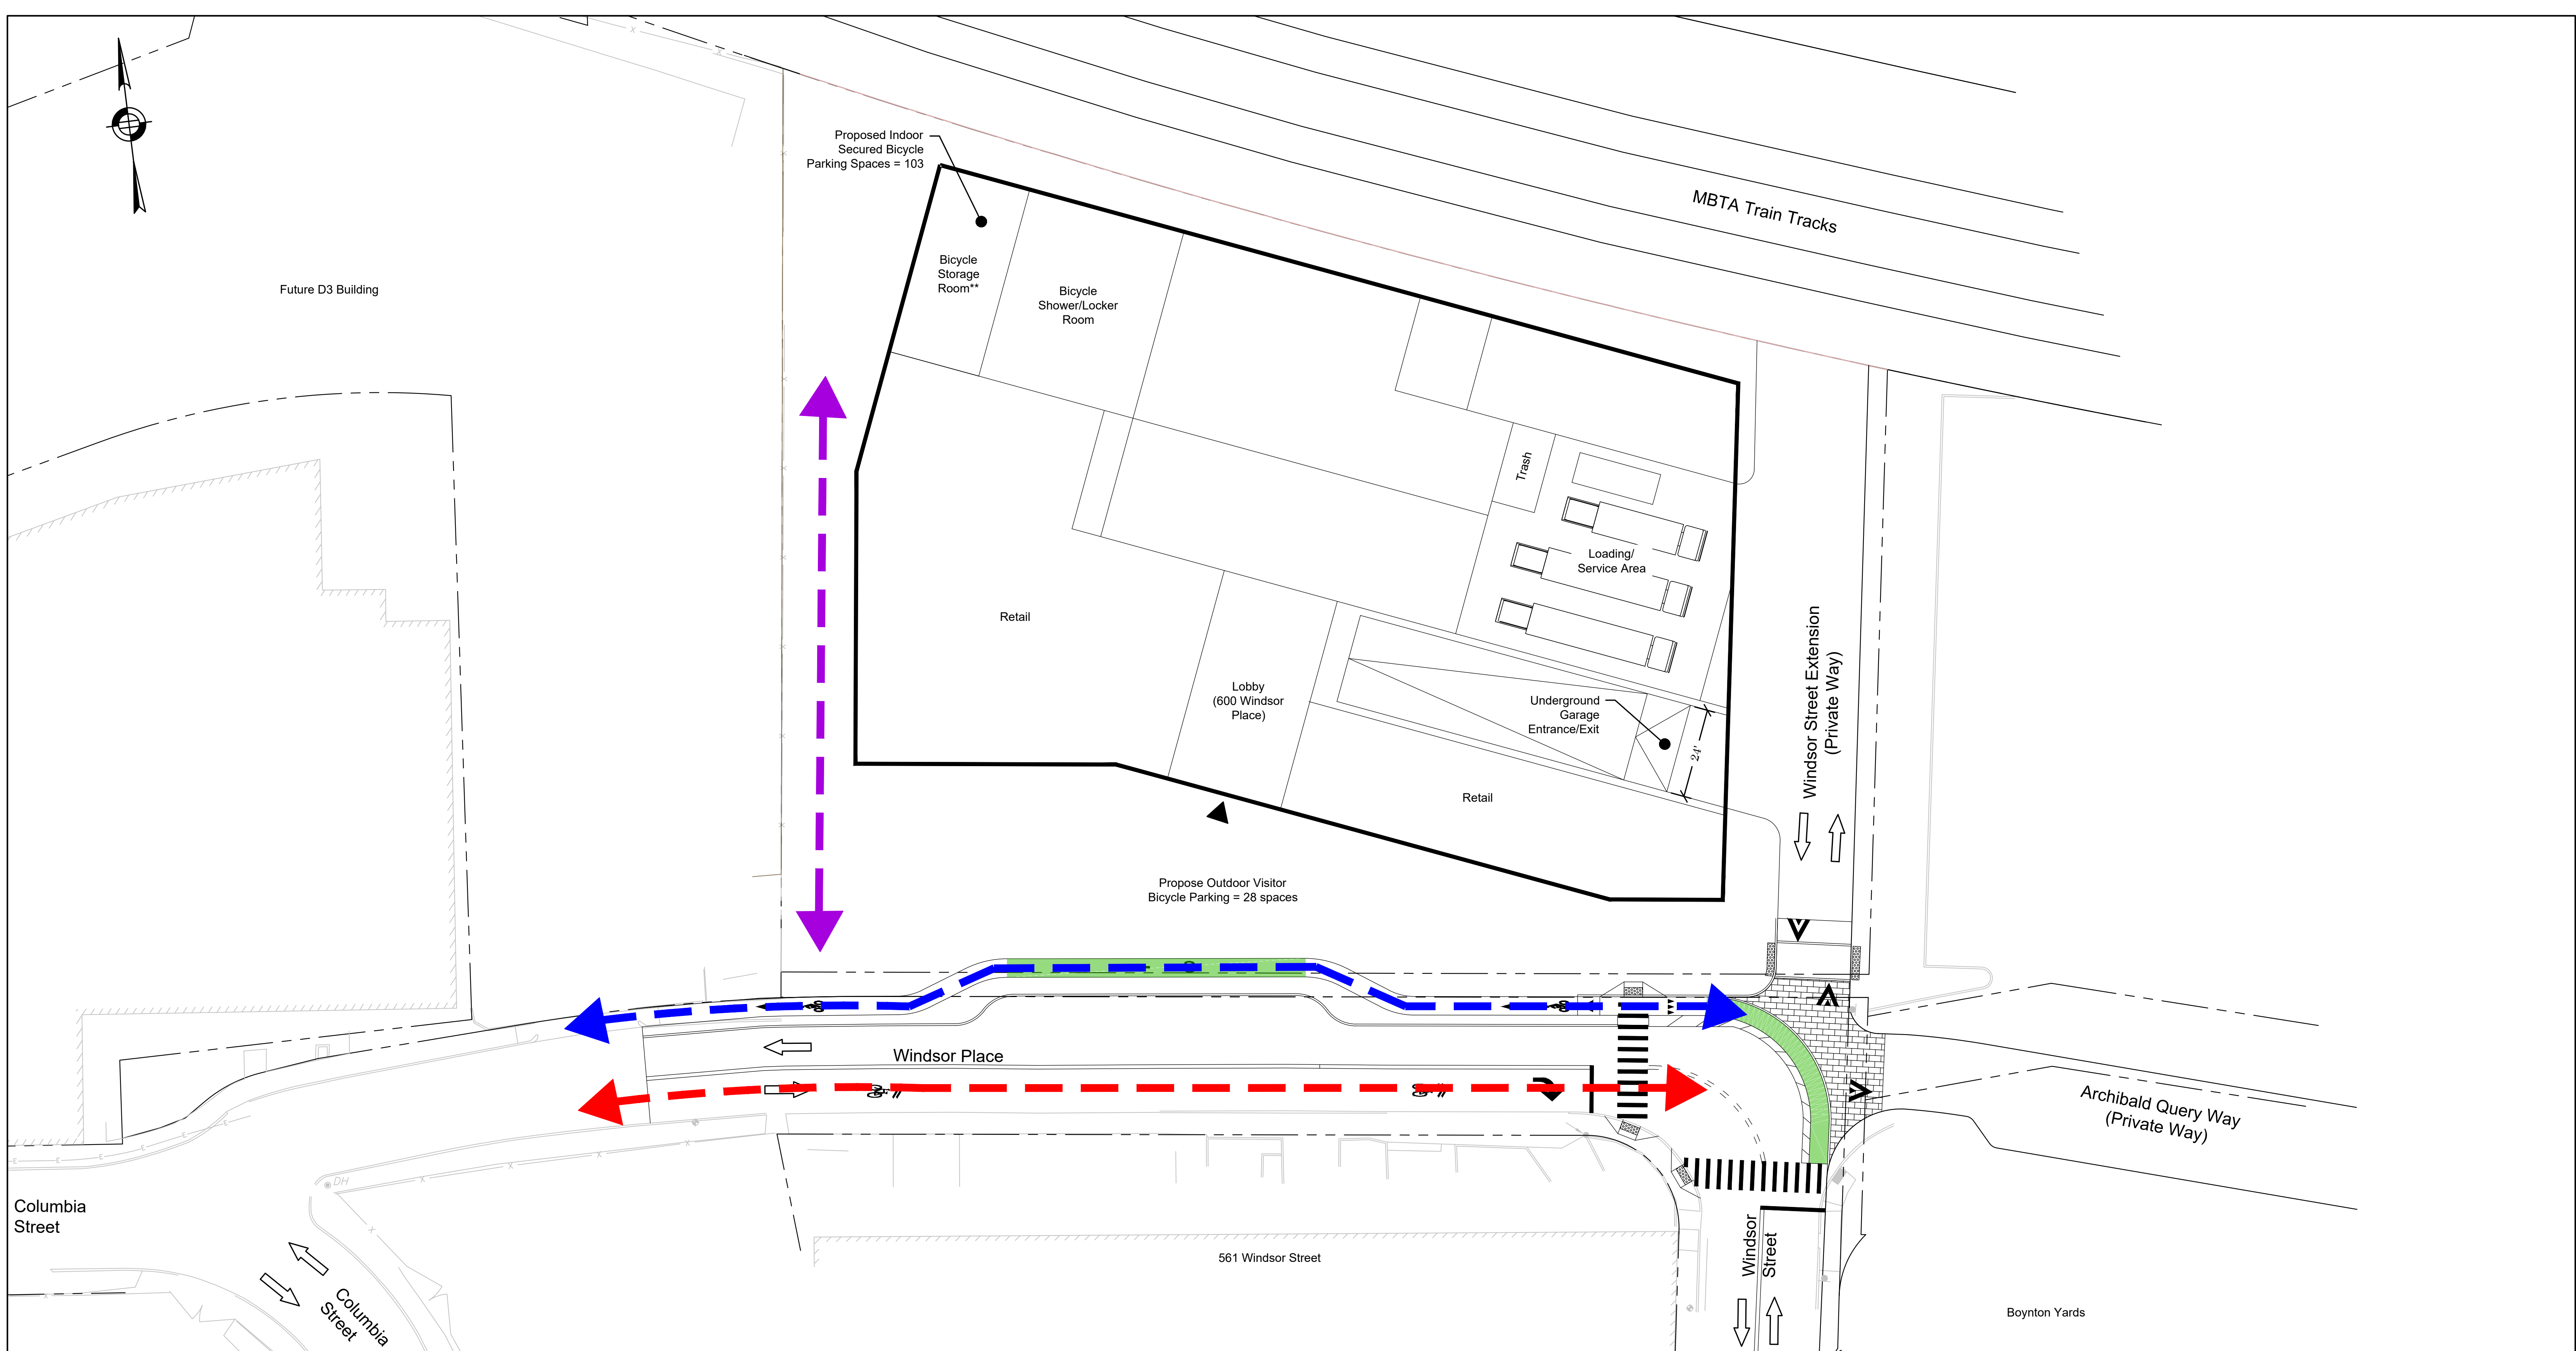 Proposed Indoor
Secured Bicycle
Parking Spaces = 103
MBTA Train Tracks
Future D3 Building
Bicycle
Storage
Room**
Bicycle
Shower/Locker
Room
Trash
Loading/
Service Area
Retail
Lobby
(600 Windsor
Place)
Underground
Garage
Entrance/Exit
24'
Retail
Windsor Street Extension
(Private Way)
Propose Outdoor Visitor
Bicycle Parking = 28 spaces
Windsor Place
Archibald Query Way
(Private Way)
DH
Columbia
Street
Columbia
Street
561 Windsor Street
Windsor
Street
Boynton Yards